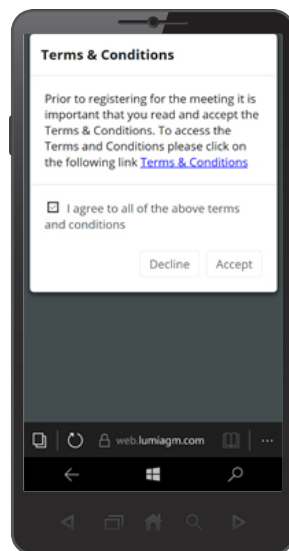 Terms & Conditions
Prior to registering for the meeting it is
important that you read and accept the
Terms & Conditions. To access the
Terms and Conditions please click on
the following link Terms & Conditions
I agree to all of the above terms
and conditions
Decline Accept
web.lumiagm.com